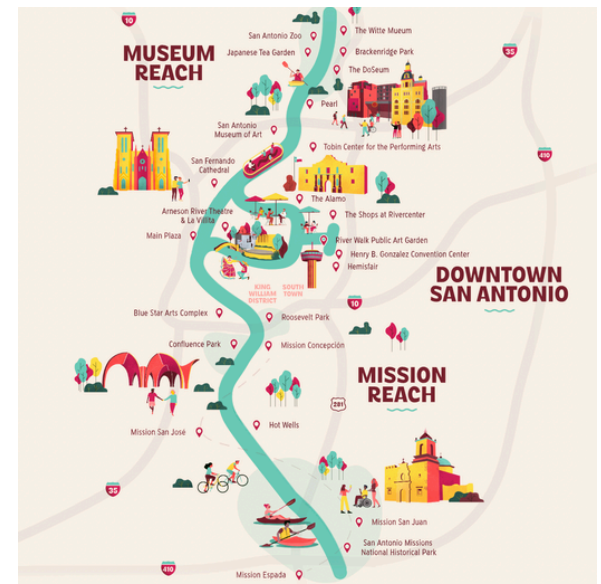 10
The Witte Mueum
San Antonio Zoo
MUSEUM
REACH
Japanese Tea Garden
Brackenridge Park
35
The DoSeum
Pearl
San Antonio
Museum of Art
Tobin Center for the Performing Arts
410
San Fernando
Cathedral
The Alamo
Arneson River Theatre
& La Villita
The Shops at Rivercenter
Main Plaza
River Walk Public Art Garden
Henry B. Gonzalez Convention Center
Hemisfair
DOWNTOWN
SAN ANTONIO
KING
WILLIAM
DISTRICT
SOUTH
TOWN
10
Blue Star Arts Complex
Roosevelt Park
Confluence Park
Mission Concepción
MISSION
REACH
281
Hot Wells
Mission San José
35
Mission San Juan
San Antonio Missions
National Historical Park
410
Mission Espada